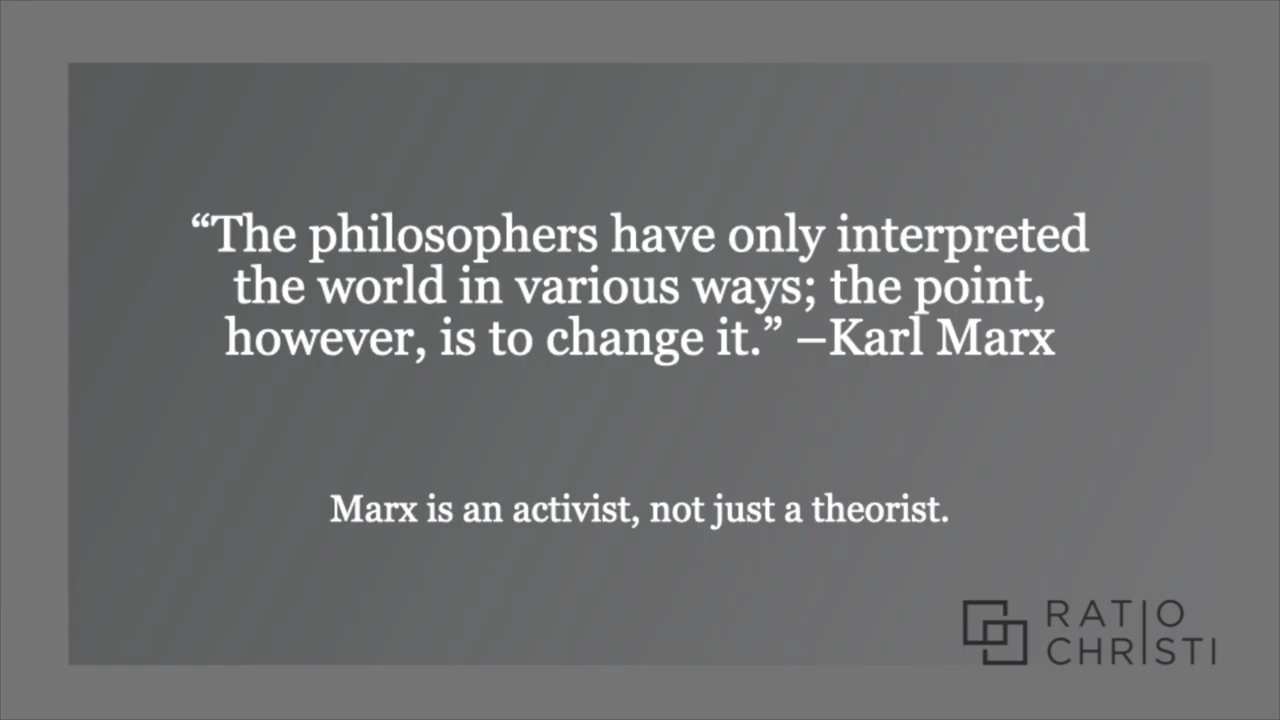 “The philosophers have only interpreted
the world in various ways; the point,
however, is to change it.” –Karl Marx
Marx is an activist, not just a theorist.
RATIO
CHRISTI